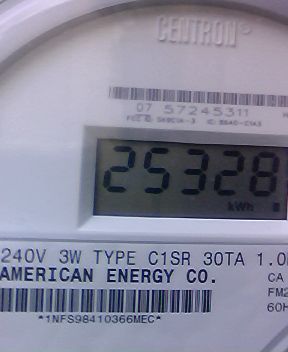 CENTRON®
07 57245311
25328
kWh
240V 3W TYPE C1SR 30TA 1.0
AMERICAN ENERGY CO.
CA
FM2
60H
*1NFS98410366MEC*